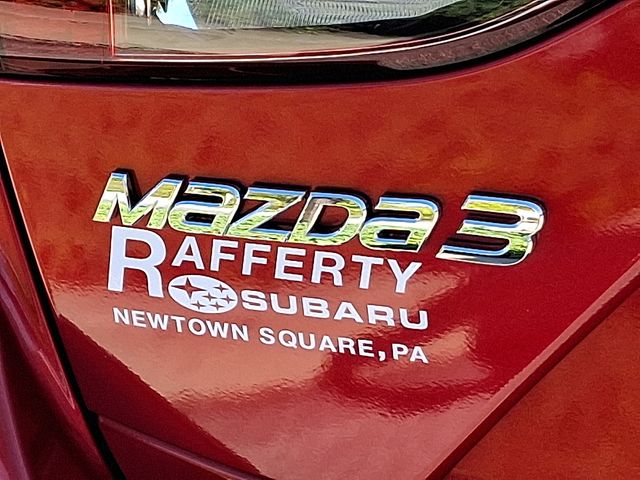 mazda 3
RAFFERTY
SUBARU
NEWTOWN SQUARE, PA